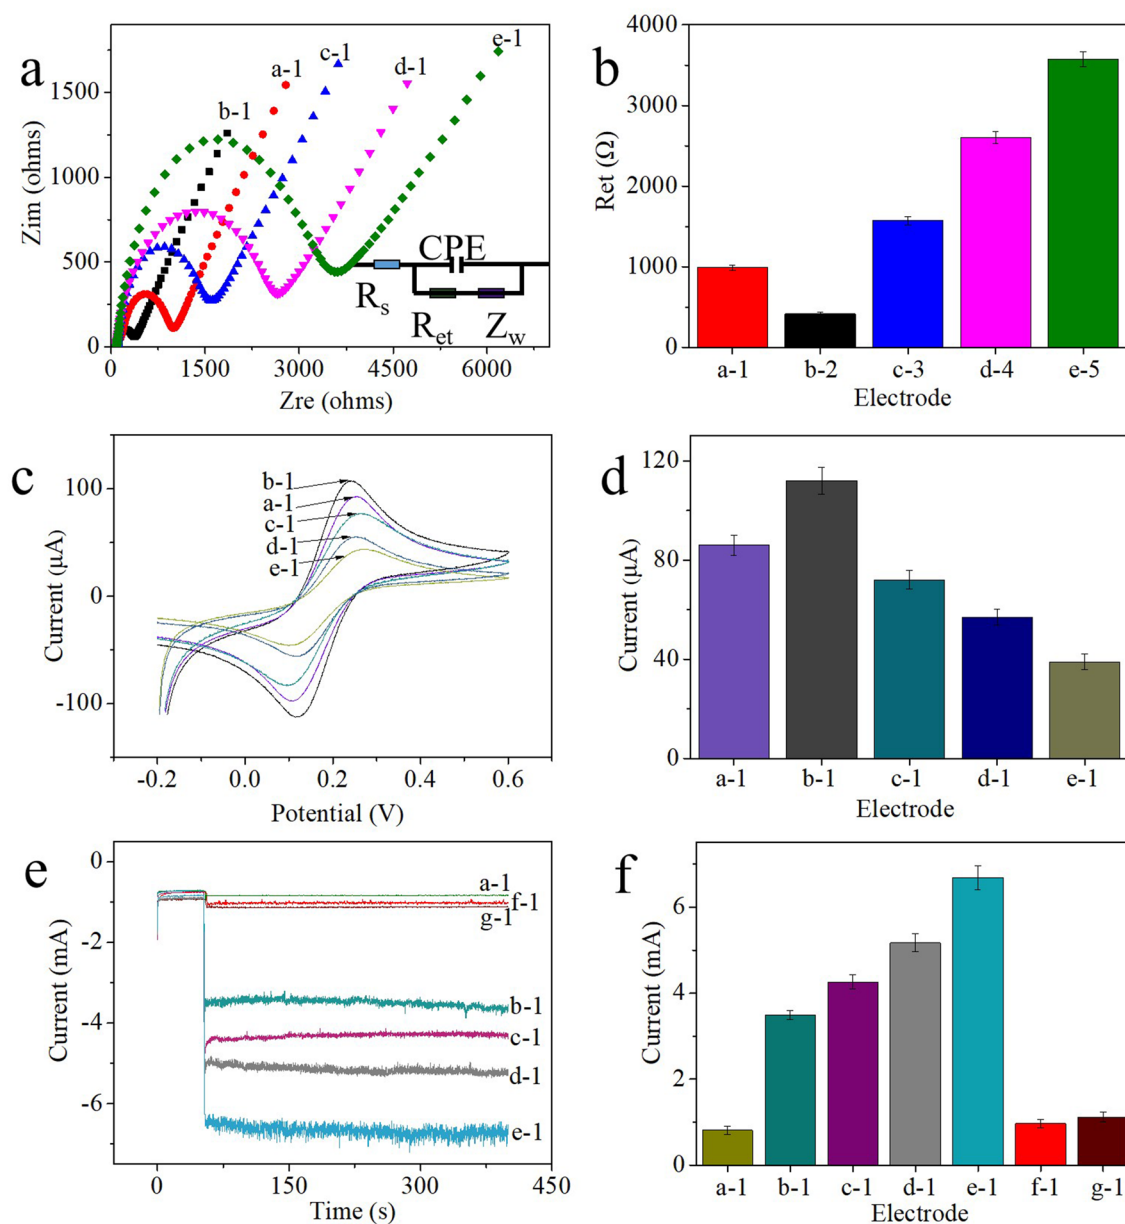 a
1500
1000
500
0
0
1500
3000
4500
6000
Zim (ohms)
Zre (ohms)
b-1
a-1
c-1
d-1
e-1
CPE
Rs
Ret
Zw
b
4000
3000
2000
1000
0
Ret (Ω)
a-1
b-2
c-3
d-4
e-5
Electrode
c
100
0
-100
Current (μA)
b-1
a-1
c-1
d-1
e-1
-0.2
0.0
0.2
0.4
0.6
Potential (V)
d
120
80
40
0
Current (μA)
a-1
b-1
c-1
d-1
e-1
Electrode
e
0
-2
-4
-6
Current (mA)
a-1
f-1
g-1
b-1
c-1
d-1
e-1
0
150
300
450
Time (s)
f
6
4
2
0
Current (mA)
a-1
b-1
c-1
d-1
e-1
f-1
g-1
Electrode